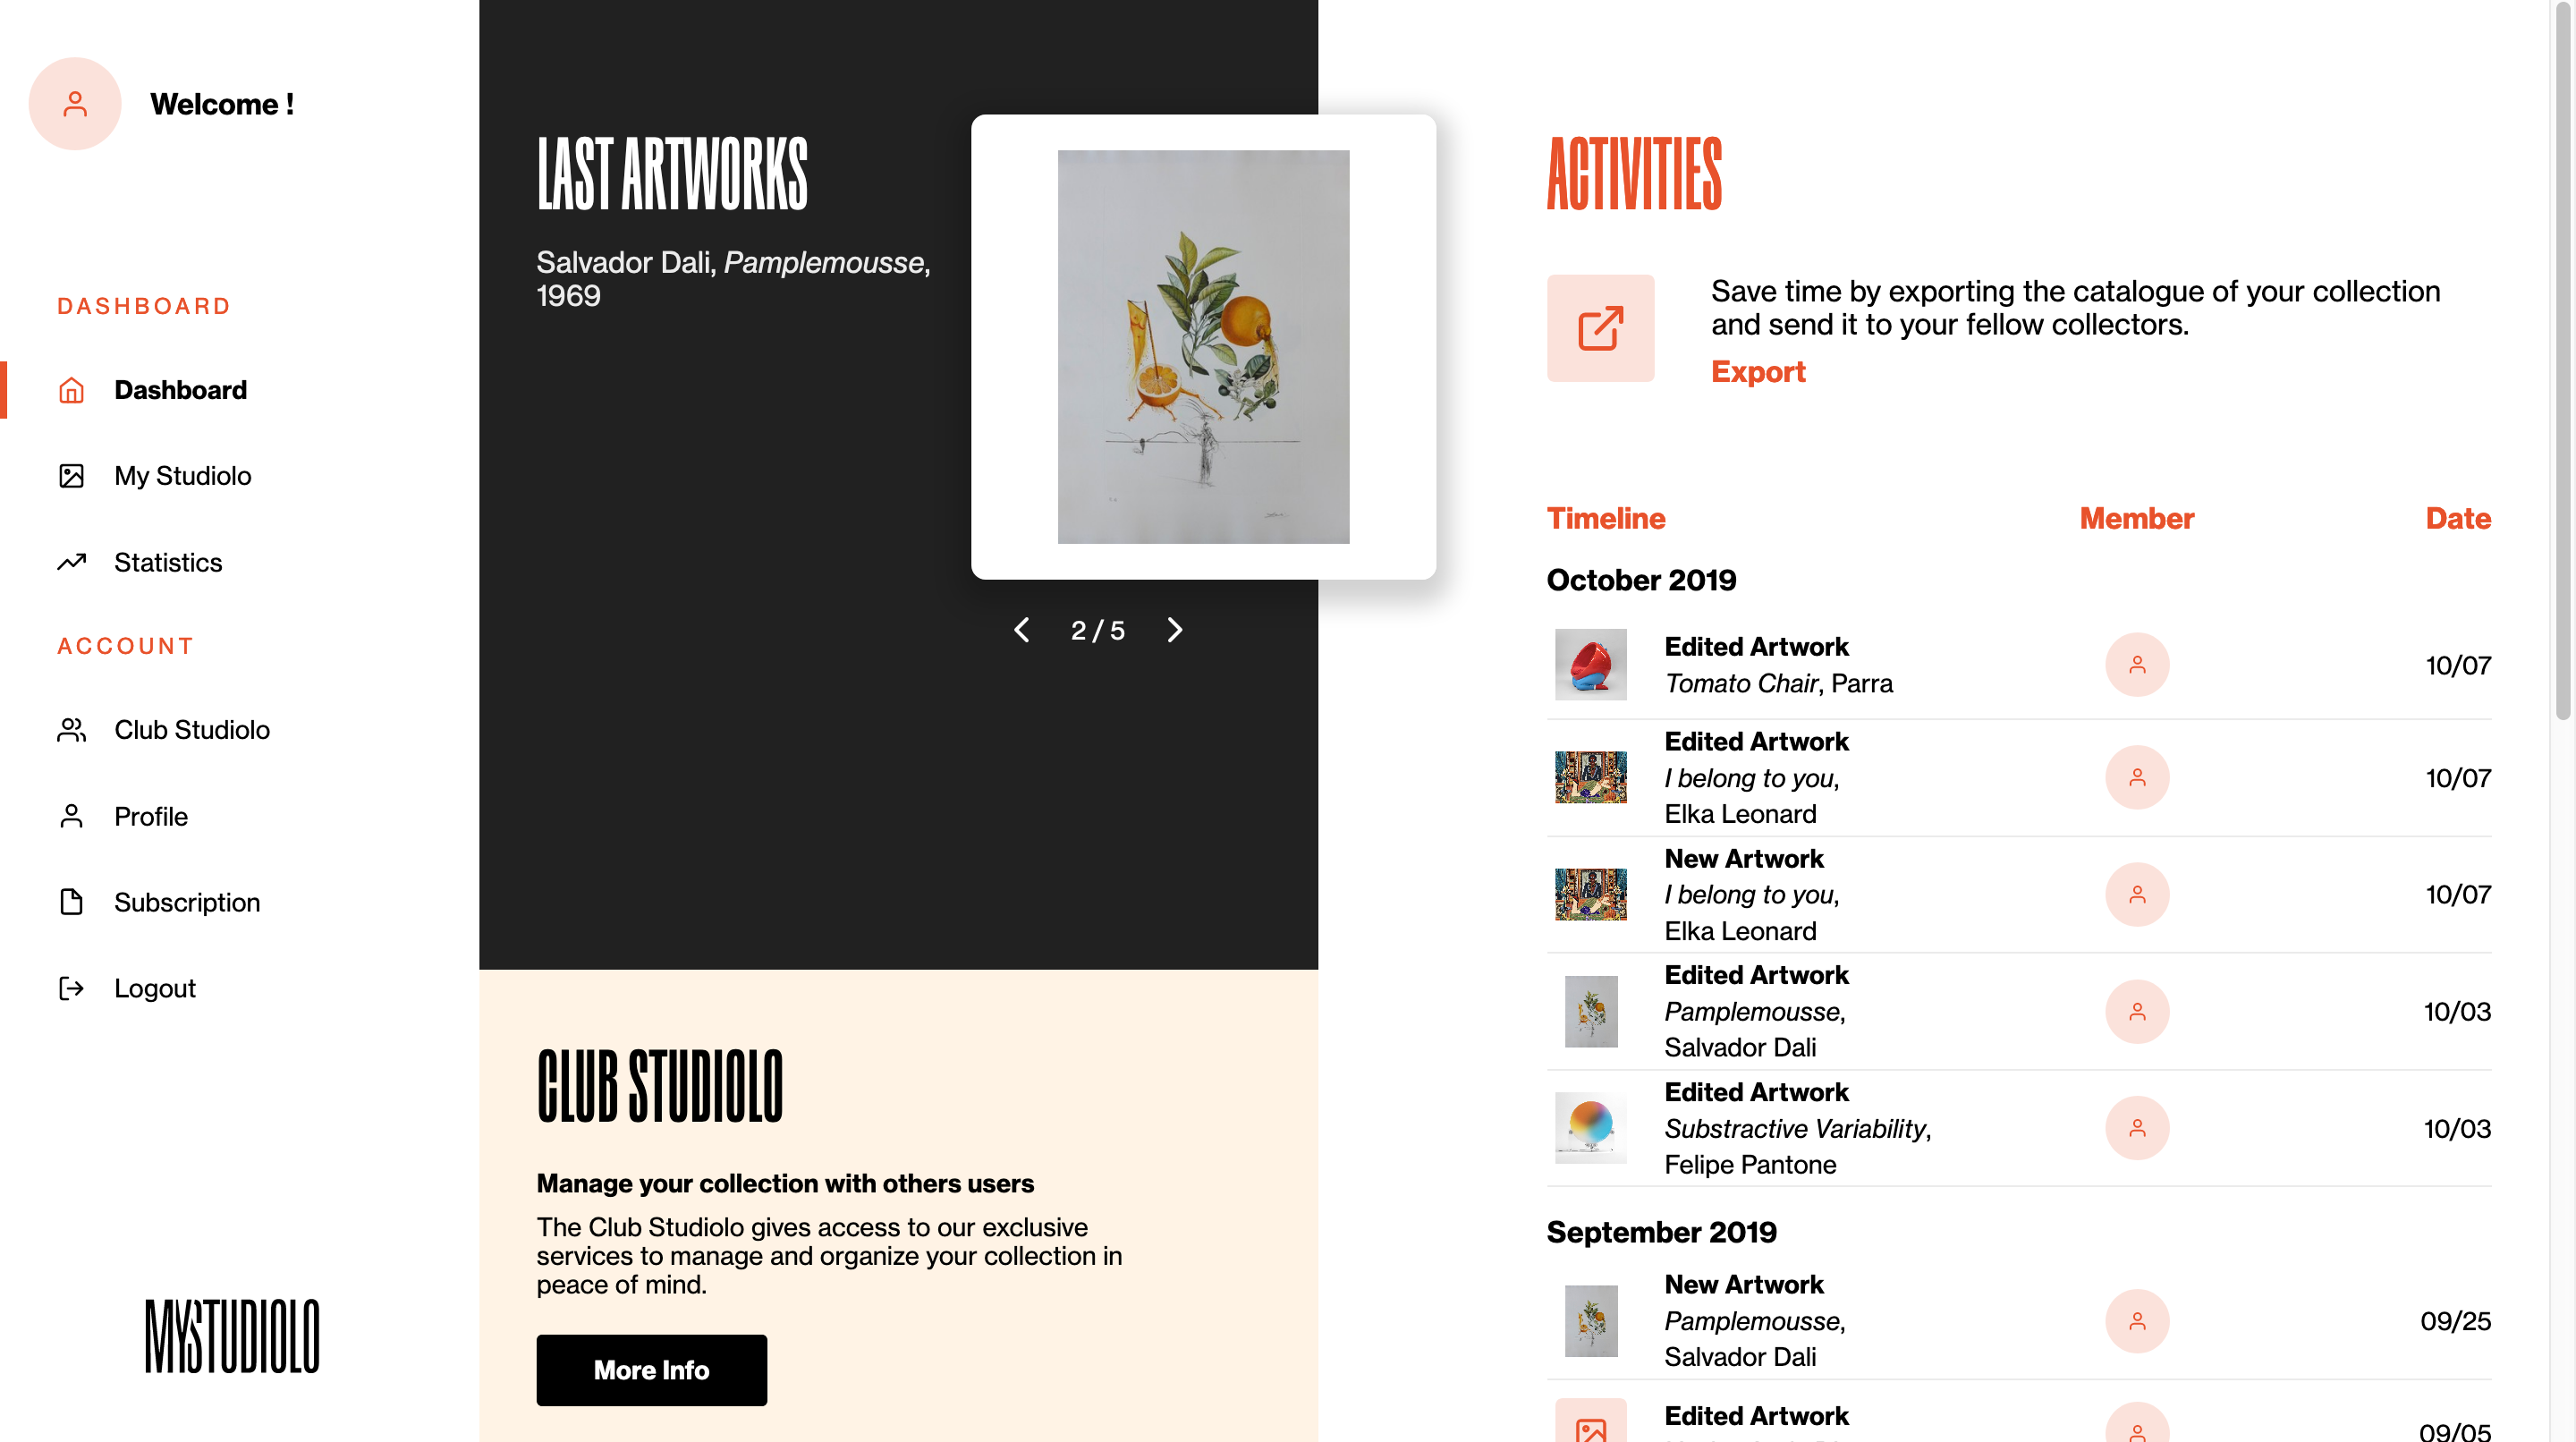 Welcome !
DASHBOARD
Dashboard
My Studiolo
Statistics
ACCOUNT
Club Studiolo
Profile
Subscription
Logout
MYSTUDIOLO
LAST ARTWORKS
Salvador Dali, Pamplemousse,
1969
2 / 5
CLUB STUDIOLO
Manage your collection with others users
The Club Studiolo gives access to our exclusive
services to manage and organize your collection in
peace of mind.
More Info
ACTIVITIES
Save time by exporting the catalogue of your collection
and send it to your fellow collectors.
Export
Timeline Member Date
October 2019
Edited Artwork
Tomato Chair, Parra
10/07
Edited Artwork
I belong to you,
Elka Leonard
10/07
New Artwork
I belong to you,
Elka Leonard
10/07
Edited Artwork
Pamplemousse,
Salvador Dali
10/03
Edited Artwork
Substractive Variability,
Felipe Pantone
10/03
September 2019
New Artwork
Pamplemousse,
Salvador Dali
09/25
Edited Artwork
09/05